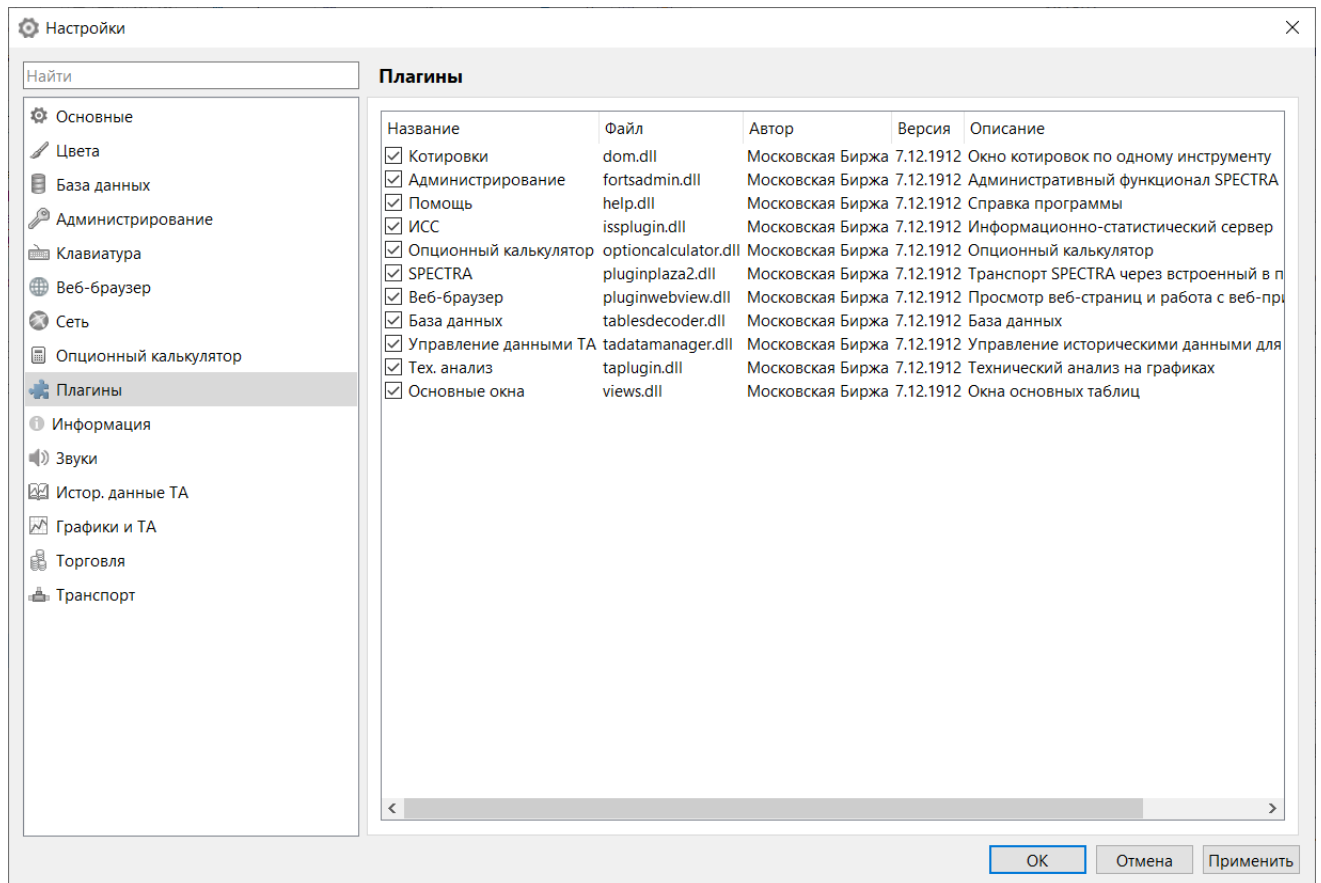 Настройки
Найти
Основные
Цвета
База данных
Администрирование
Клавиатура
Веб-браузер
Сеть
Опционный калькулятор
Плагины
Информация
Звуки
Истор. данные ТА
Графики и ТА
Торговля
Транспорт
Плагины
Название Файл Автор Версия Описание
Котировки dom.dll Московская Биржа 7.12.1912 Окно котировок по одному инструменту
Администрирование fortsadmin.dll Московская Биржа 7.12.1912 Административный функционал SPECTRA
Помощь help.dll Московская Биржа 7.12.1912 Справка программы
ИСС issplugin.dll Московская Биржа 7.12.1912 Информационно-статистический сервер
Опционный калькулятор optioncalculator.dll Московская Биржа 7.12.1912 Опционный калькулятор
SPECTRA pluginplaza2.dll Московская Биржа 7.12.1912 Транспорт SPECTRA через встроенный в п
Веб-браузер pluginwebview.dll Московская Биржа 7.12.1912 Просмотр веб-страниц и работа с веб-при
База данных tablesdecoder.dll Московская Биржа 7.12.1912 База данных
Управление данными ТА tadatamanager.dll Московская Биржа 7.12.1912 Управление историческими данными для
Тех. анализ taplugin.dll Московская Биржа 7.12.1912 Технический анализ на графиках
Основные окна views.dll Московская Биржа 7.12.1912 Окна основных таблиц
OK Отмена Применить